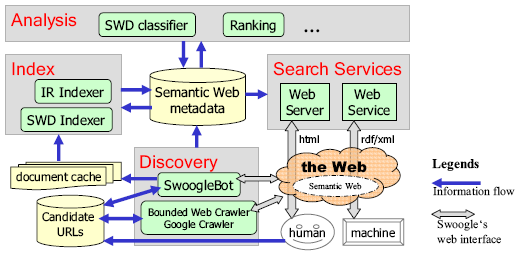 Analysis
SWD classifier
Ranking
...
Index
IR Indexer
SWD Indexer
Semantic Web
metadata
Search Services
Web
Server
Web
Service
html
rdf/xml
document cache
Discovery
SwoogleBot
Bounded Web Crawler
Google Crawler
Candidate
URLs
the Web
Semantic Web
human
machine
Legends
Information flow
Swoogle's
web interface